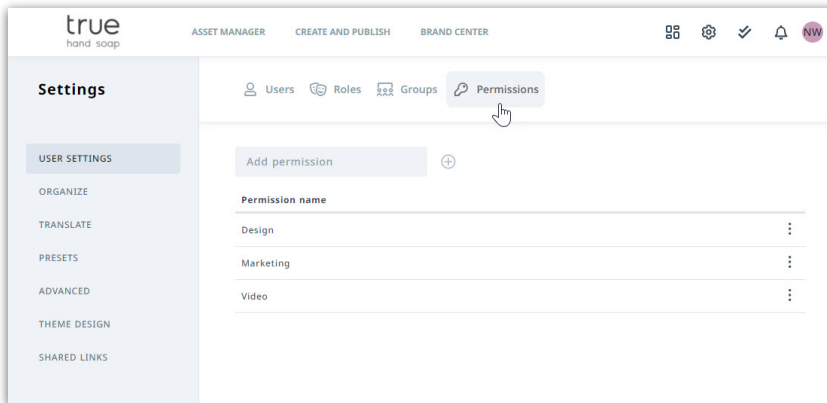 true
hand soap
ASSET MANAGER CREATE AND PUBLISH BRAND CENTER NW
Settings
Users Roles Groups Permissions
USER SETTINGS
ORGANIZE
TRANSLATE
PRESETS
ADVANCED
THEME DESIGN
SHARED LINKS
Add permission
Permission name
Design
Marketing
Video